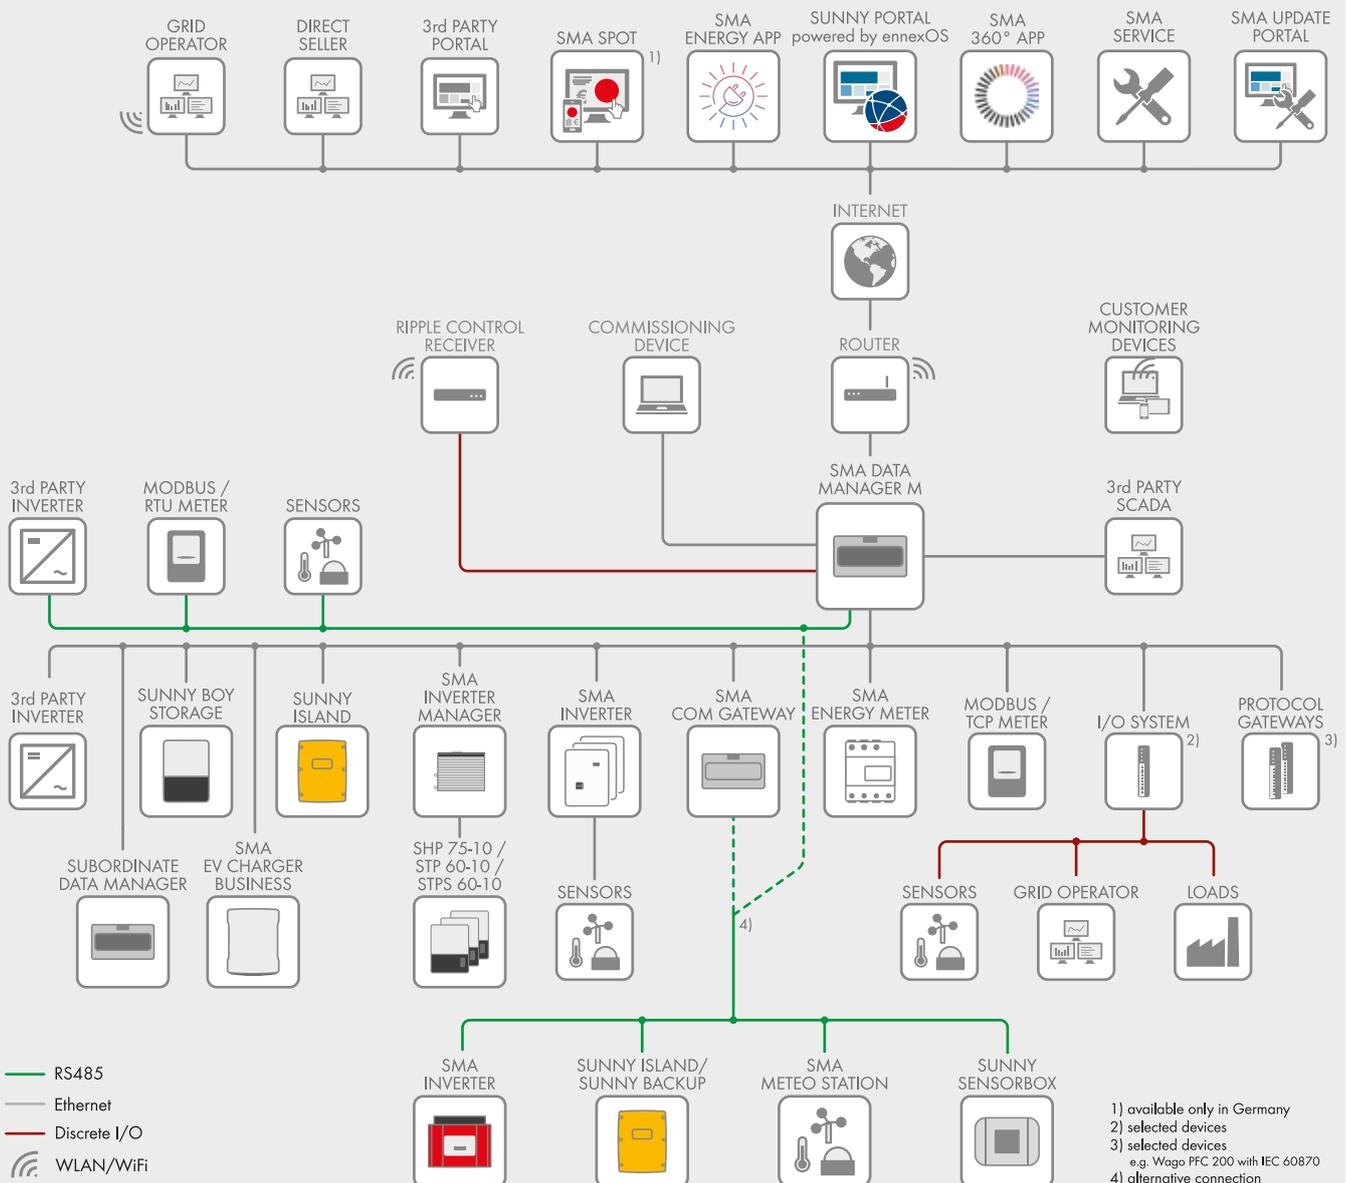 GRID
OPERATOR
DIRECT
SELLER
3rd PARTY
PORTAL
SMA SPOT
1)
SMA
ENERGY APP
SUNNY PORTAL
powered by ennexOS
SMA
360° APP
SMA
SERVICE
SMA UPDATE
PORTAL
INTERNET
RIPPLE CONTROL
RECEIVER
COMMISSIONING
DEVICE
ROUTER
CUSTOMER
MONITORING
DEVICES
3rd PARTY
INVERTER
MODBUS /
RTU METER
SENSORS
SMA DATA
MANAGER M
3rd PARTY
SCADA
3rd PARTY
INVERTER
SUNNY BOY
STORAGE
SUNNY
ISLAND
SMA
INVERTER
MANAGER
SMA
INVERTER
SMA
COM GATEWAY
SMA
ENERGY METER
MODBUS /
TCP METER
I/O SYSTEM
2)
PROTOCOL
GATEWAYS
3)
SUBORDINATE
DATA MANAGER
SMA
EV CHARGER
BUSINESS
SHP 75-10 /
STP 60-10 /
STPS 60-10
SENSORS
4)
SENSORS
GRID OPERATOR
LOADS
SMA
INVERTER
SUNNY ISLAND/
SUNNY BACKUP
SMA
METEO STATION
SUNNY
SENSORBOX
RS485
Ethernet
Discrete I/O
WLAN/WiFi
1) available only in Germany
2) selected devices
3) selected devices
e.g. Wago PFC 200 with IEC 60870
4) alternative connection